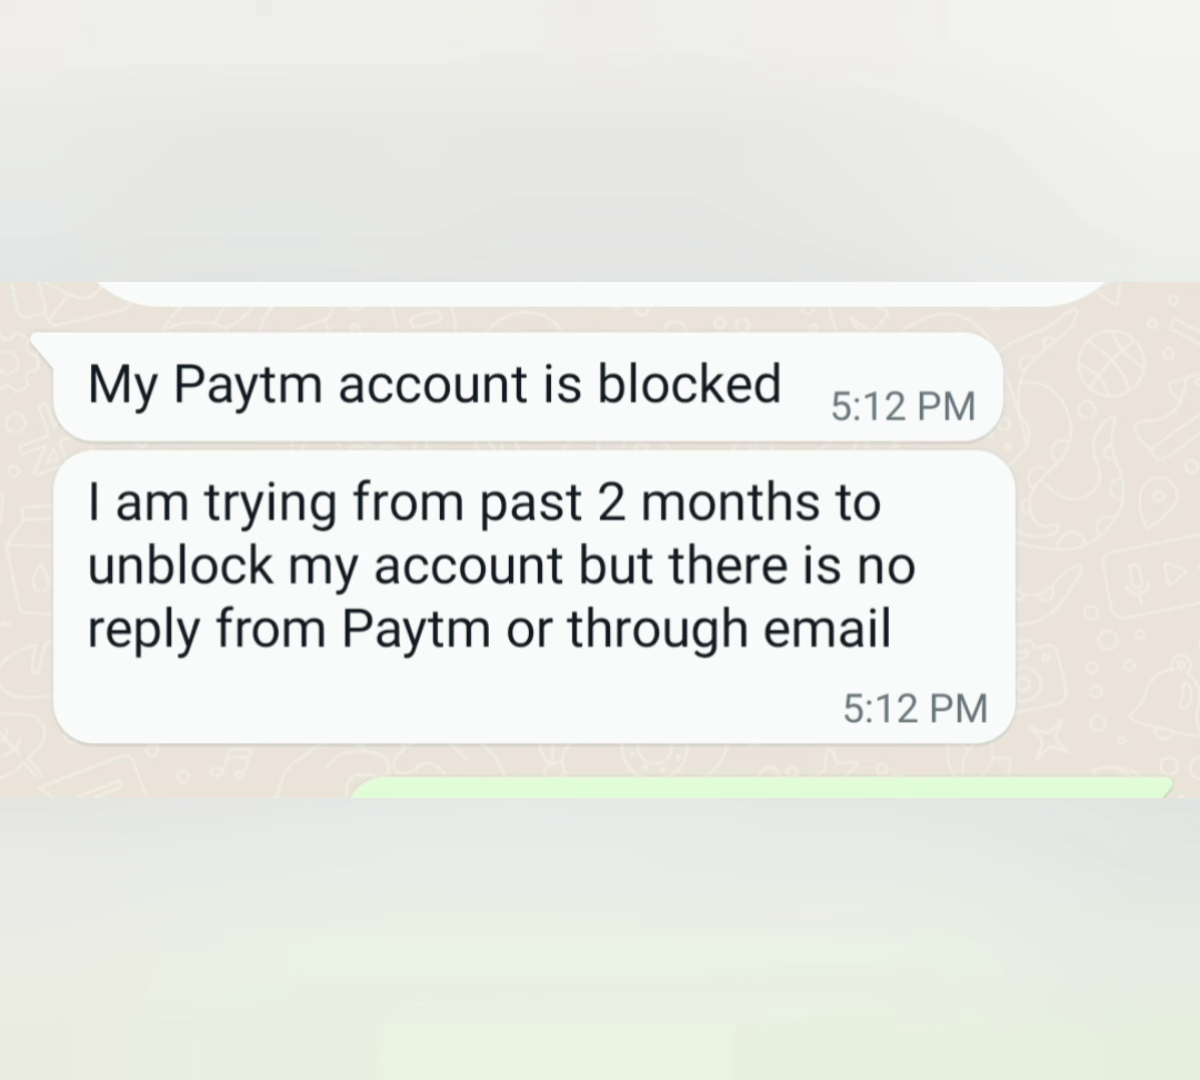 My Paytm account is blocked
5:12 PM
I am trying from past 2 months to
unblock my account but there is no
reply from Paytm or through email
5:12 PM